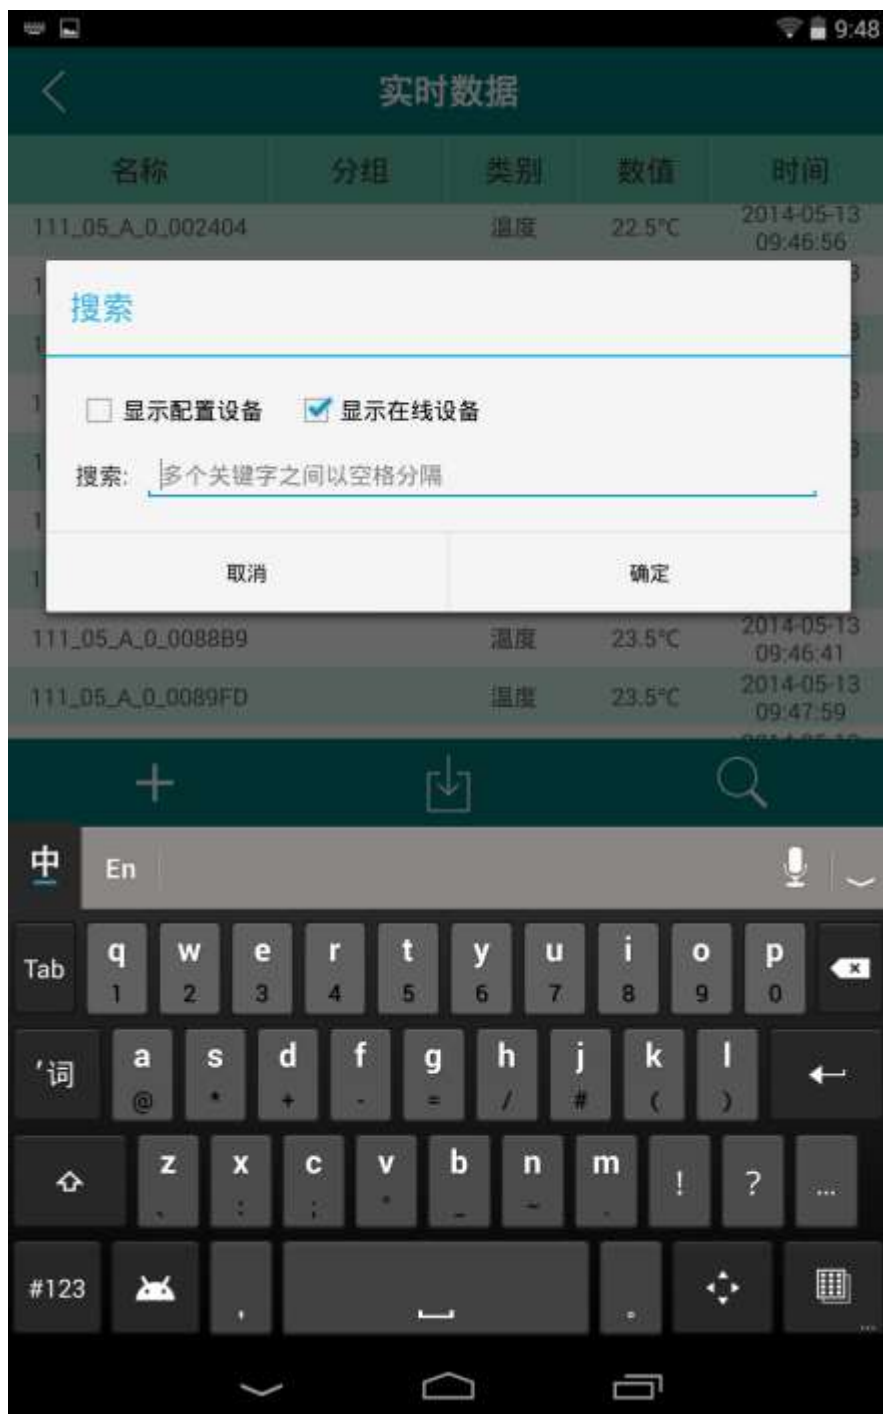 9:48
实时数据
名称 分组 类别 数值 时间
111_05_A_0_002404 温度 22.5℃ 2014-05-13
09:46:56
搜索
显示配置设备 显示在线设备
搜索: 多个关键字之间以空格分隔
取消 确定
111_05_A_0_0088B9 温度 23.5℃ 2014-05-13
09:46:41
111_05_A_0_0089FD 温度 23.5℃ 2014-05-13
09:47:59
中 En
Tab q w e r t y u i o p
1 2 3 4 5 6 7 8 9 0
'词 a s d f g h j k l
@ * + - = / # ( )
z x c v b n m ! ? ...
#123 , 。